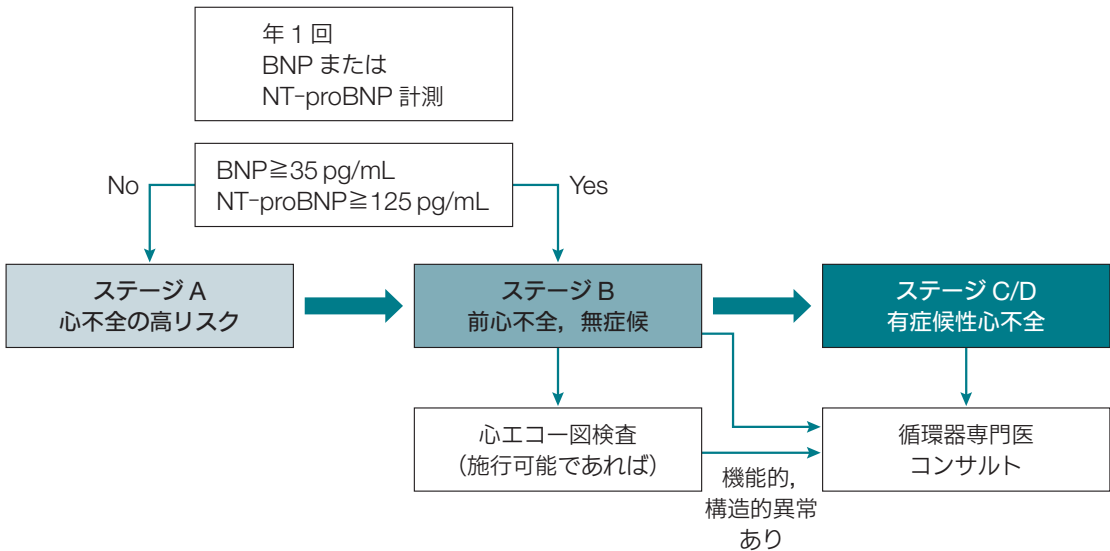 年1回
BNP または
NT-proBNP 計測
BNP≧35 pg/mL
NT-proBNP≧125 pg/mL
No
Yes
ステージ A
心不全の高リスク
ステージ B
前心不全，無症候
ステージ C/D
有症候性心不全
心エコー図検査
（施行可能であれば）
機能的，
構造的異常
あり
循環器専門医
コンサルト